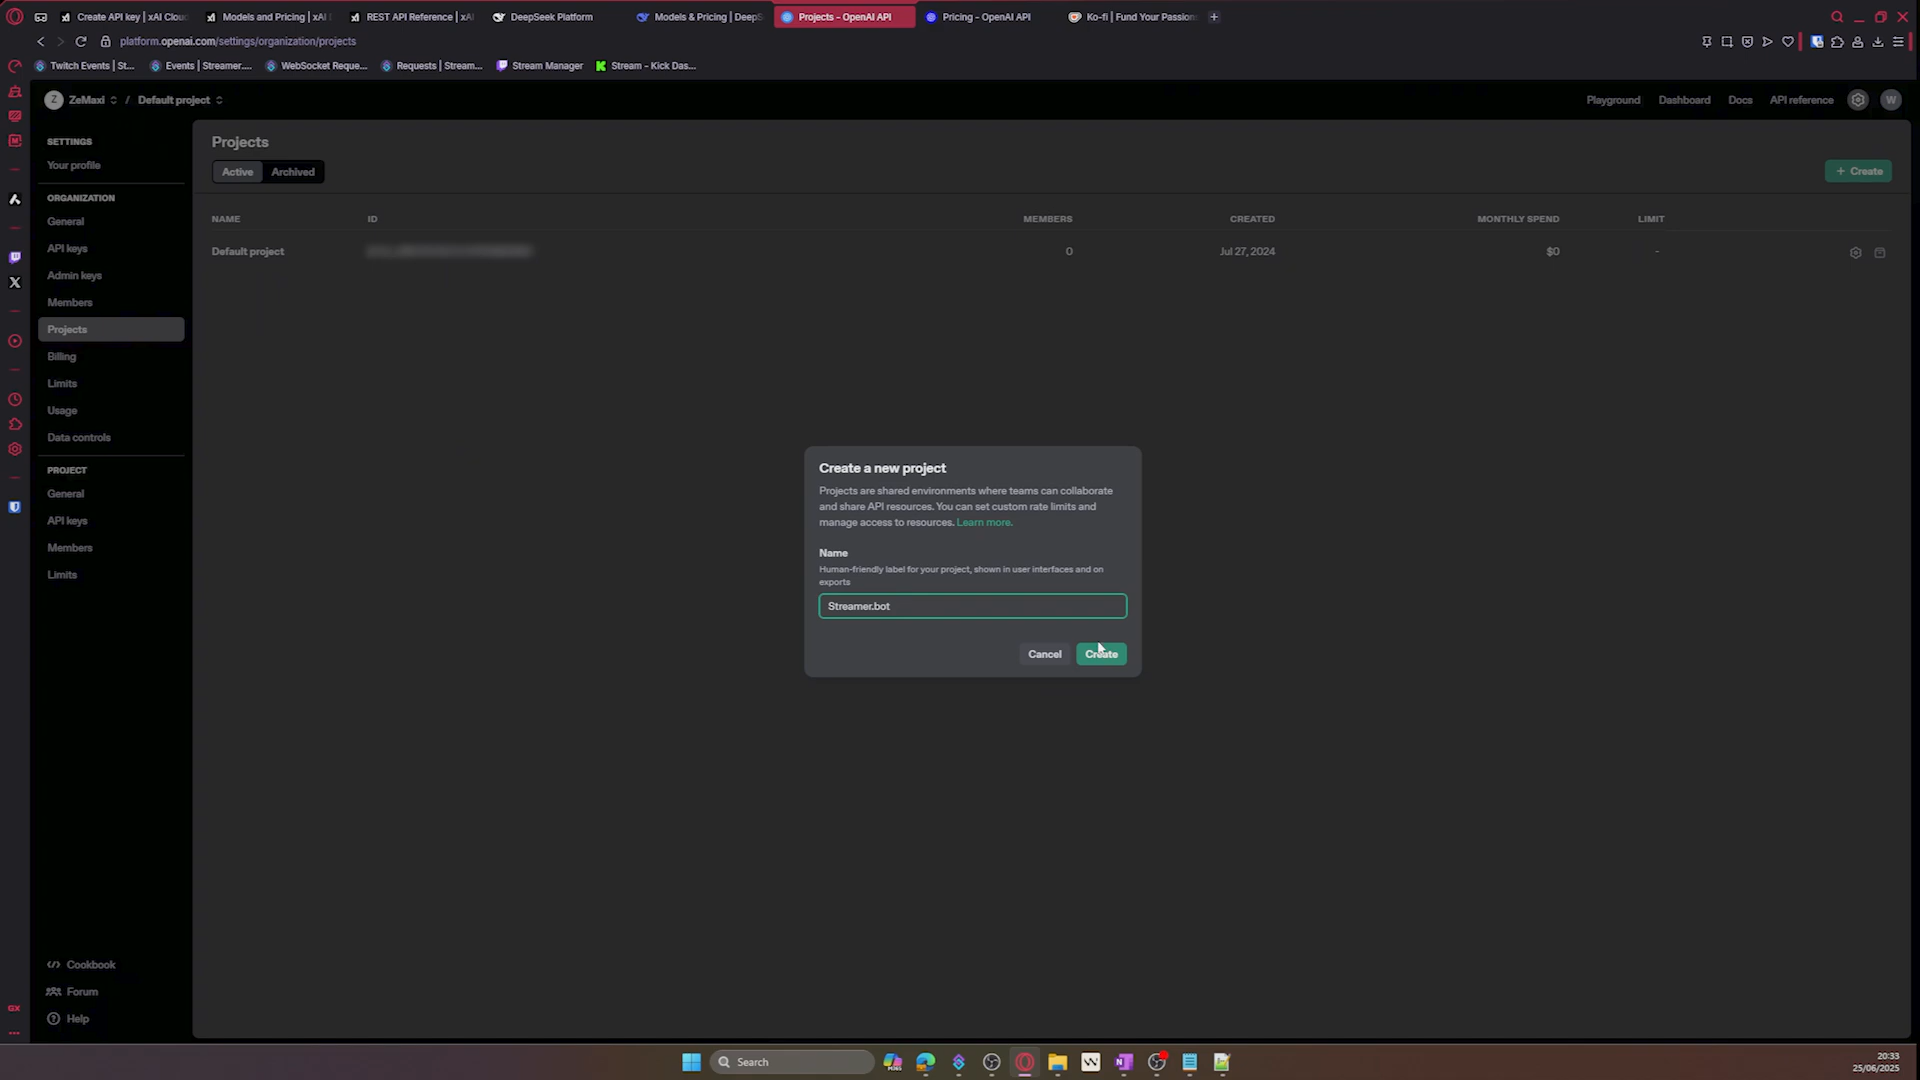 Create API key | xAI Clou
Models and Pricing | xAI
REST API Reference | xA
DeepSeek Platform
Models & Pricing | DeepS
Projects - OpenAI API
Pricing - OpenAI API
Ko-fi | Fund Your Passion
platform.openai.com/settings/organization/projects
Twitch Events | St...
Events | Streamer....
WebSocket Reque...
Requests | Stream...
Stream Manager
Stream - Kick Das...
Z ZeMaxi / Default project
Playground Dashboard Docs API reference W
SETTINGS
Your profile
ORGANIZATION
General
API keys
Admin keys
Members
Projects
Billing
Limits
Usage
Data controls
PROJECT
General
API keys
Members
Limits
Cookbook
Forum
Help
GX
Projects
Active Archived
+ Create
NAME ID MEMBERS CREATED MONTHLY SPEND LIMIT
Default project 0 Jul 27, 2024 $0 -
Create a new project
Projects are shared environments where teams can collaborate
and share API resources. You can set custom rate limits and
manage access to resources. Learn more.
Name
Human-friendly label for your project, shown in user interfaces and on
exports
Streamer.bot
Cancel Create
Search
20:33
25/06/2025